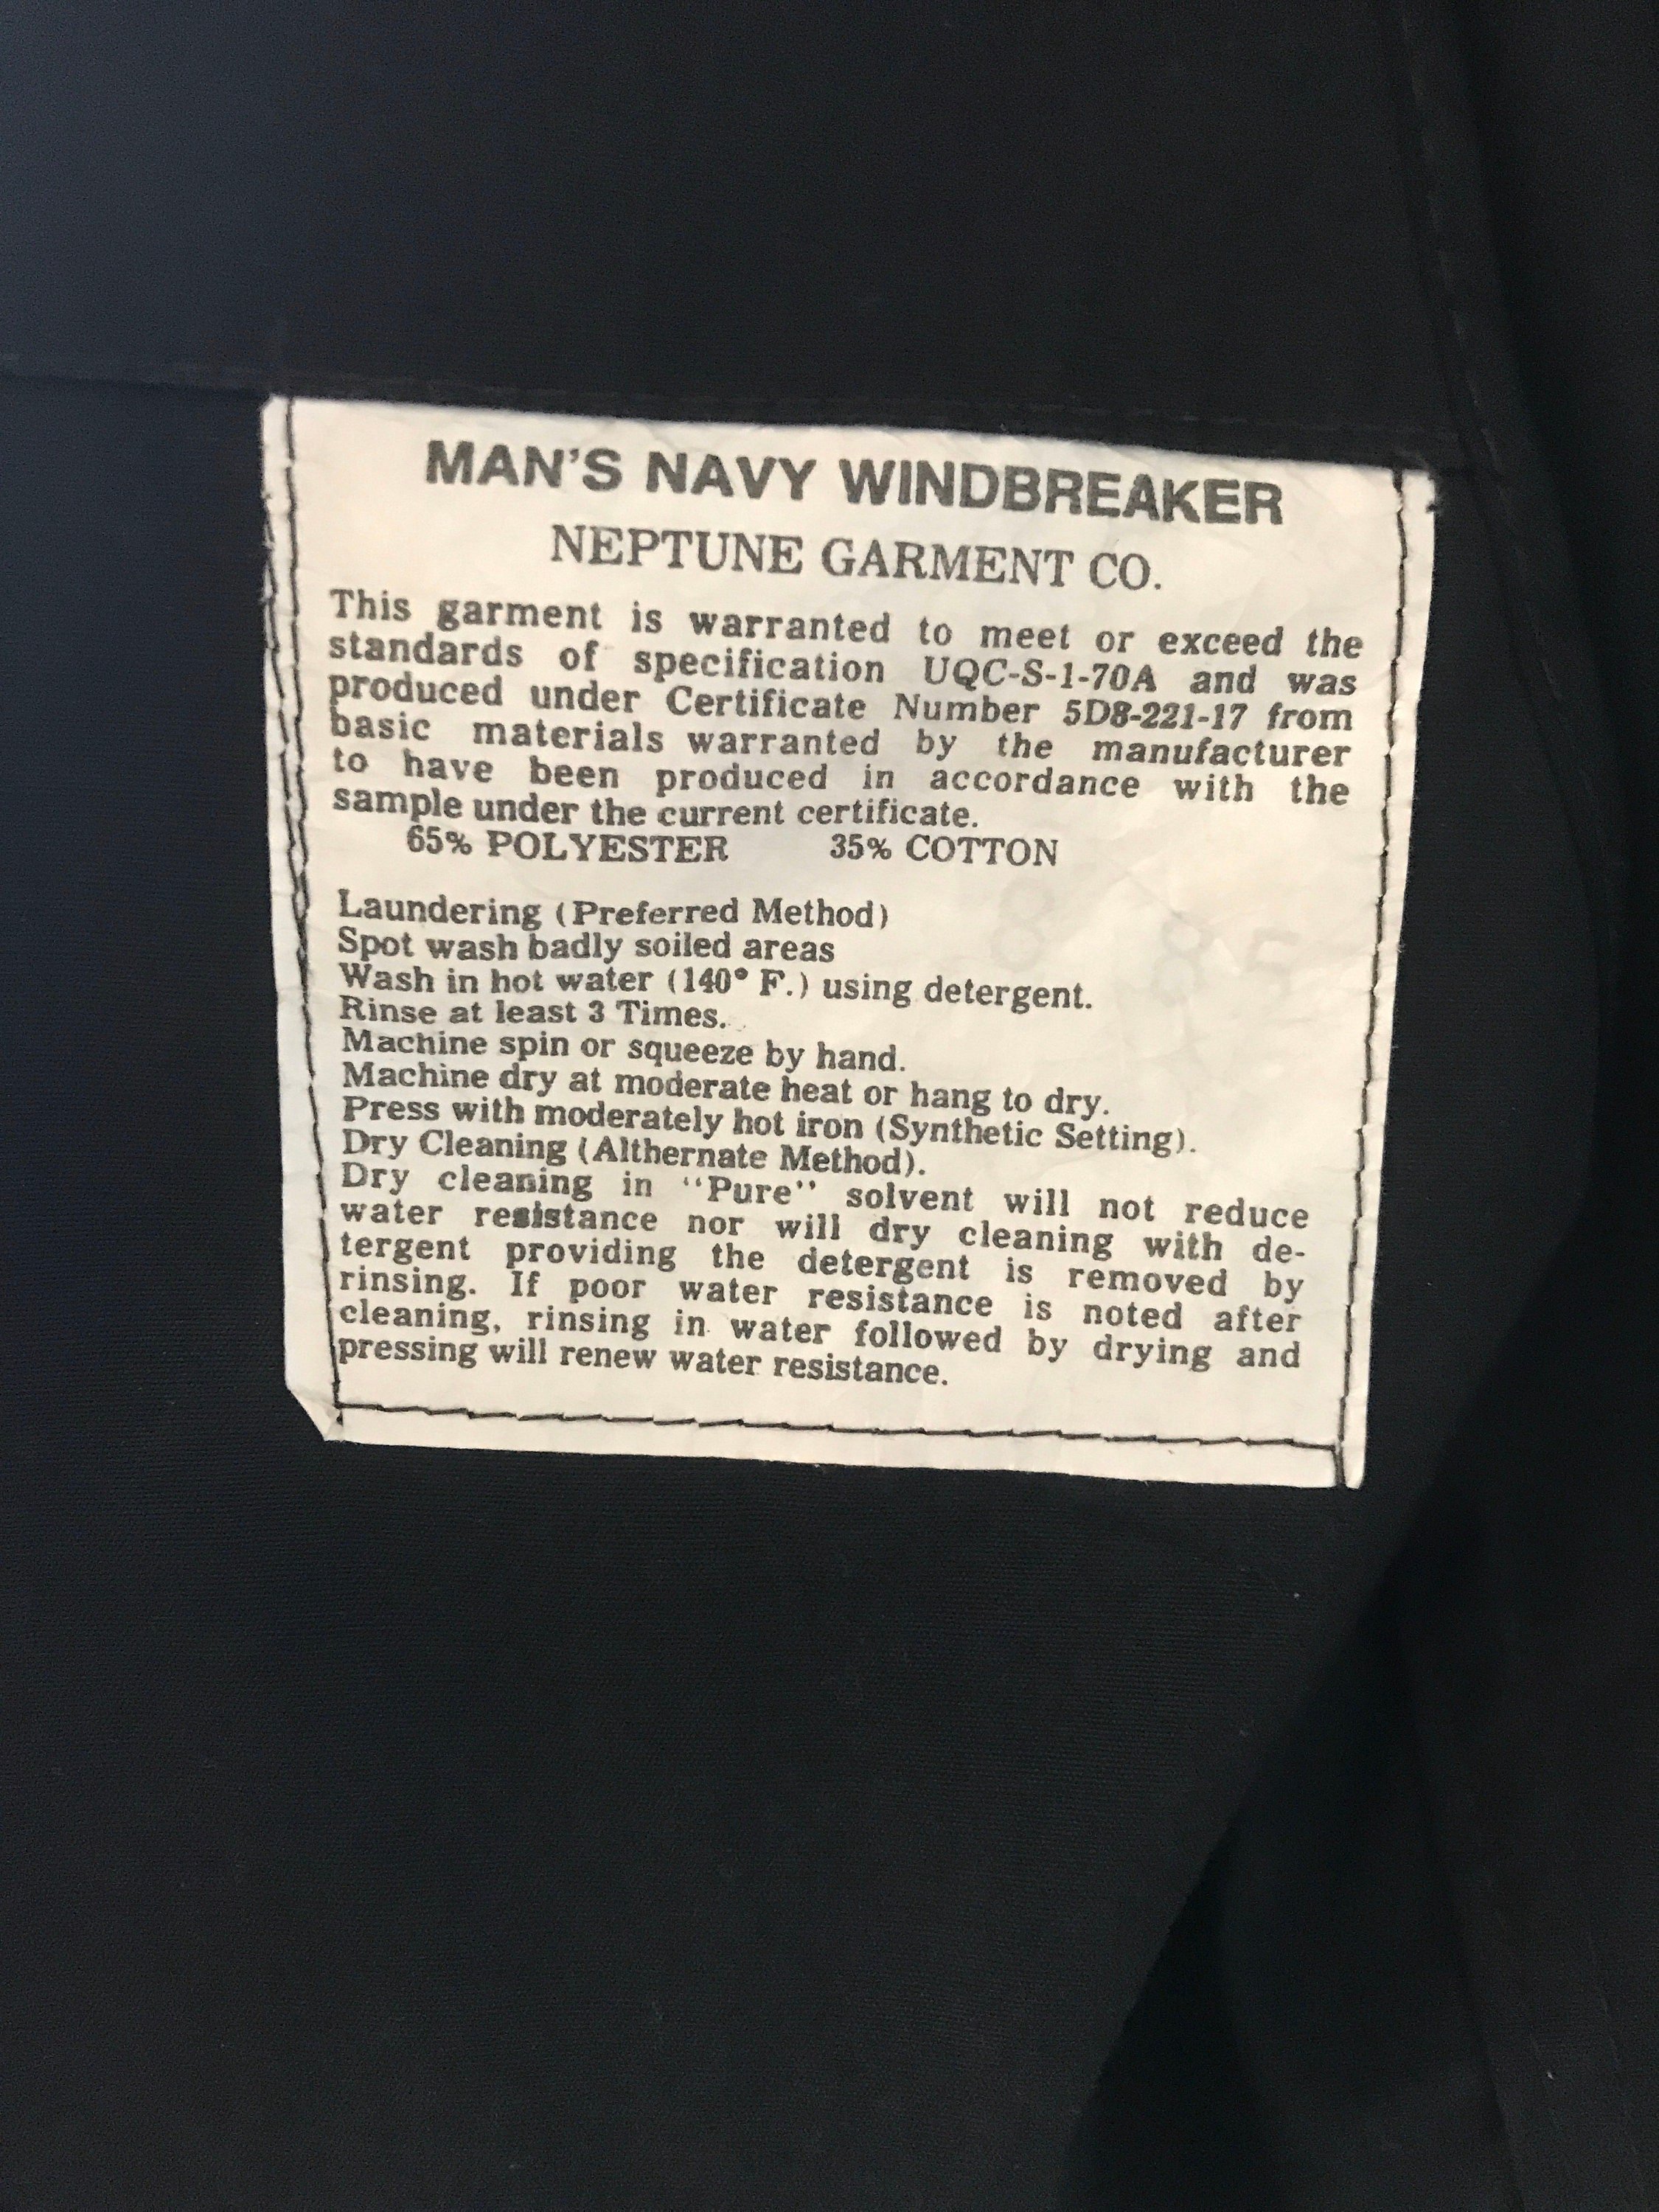 MAN'S NAVY WINDBREAKER
NEPTUNE GARMENT CO.
This garment is warranted to meet or exceed the
standards of specification UQC-S-1-70A and was
produced under Certificate Number 5D8-221-17 from
basic materials warranted by the manufacturer
to have been produced in accordance with the
sample under the current certificate.
65% POLYESTER 35% COTTON
Laundering (Preferred Method)
Spot wash badly soiled areas
Wash in hot water (140° F.) using detergent.
Rinse at least 3 Times.
Machine spin or squeeze by hand.
Machine dry at moderate heat or hang to dry.
Press with moderately hot iron (Synthetic Setting).
Dry Cleaning (Althernate Method).
Dry cleaning in "Pure" solvent will not reduce
water resistance nor will dry cleaning with de-
tergent providing the detergent is removed by
rinsing. If poor water resistance is noted after
cleaning, rinsing in water followed by drying and
pressing will renew water resistance.